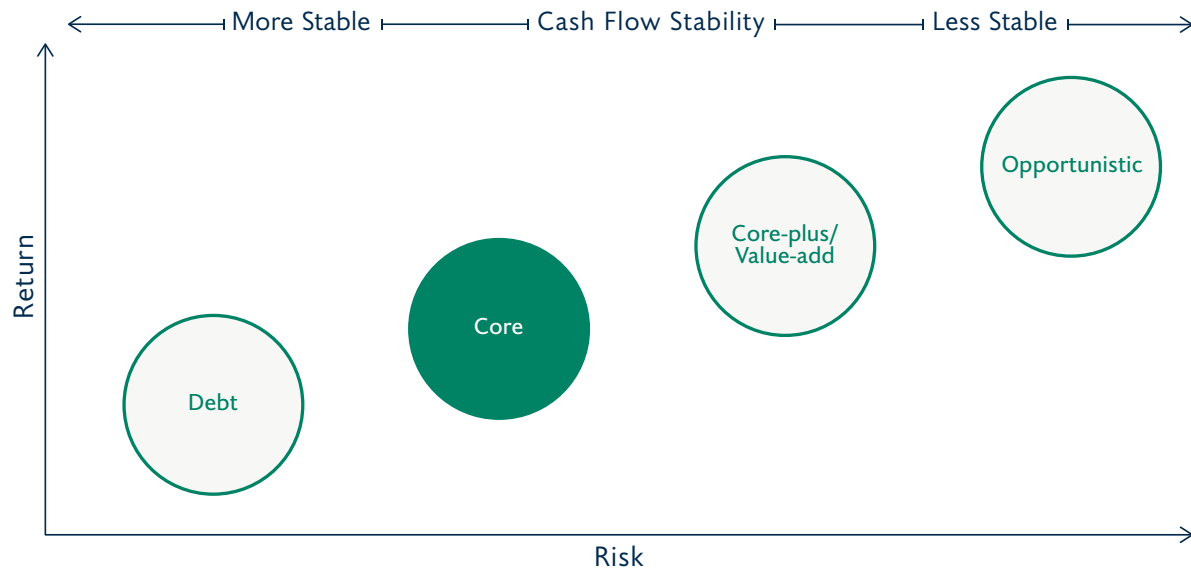 More Stable
Cash Flow Stability
Less Stable
Return
Opportunistic
Core-plus/
Value-add
Core
Debt
Risk